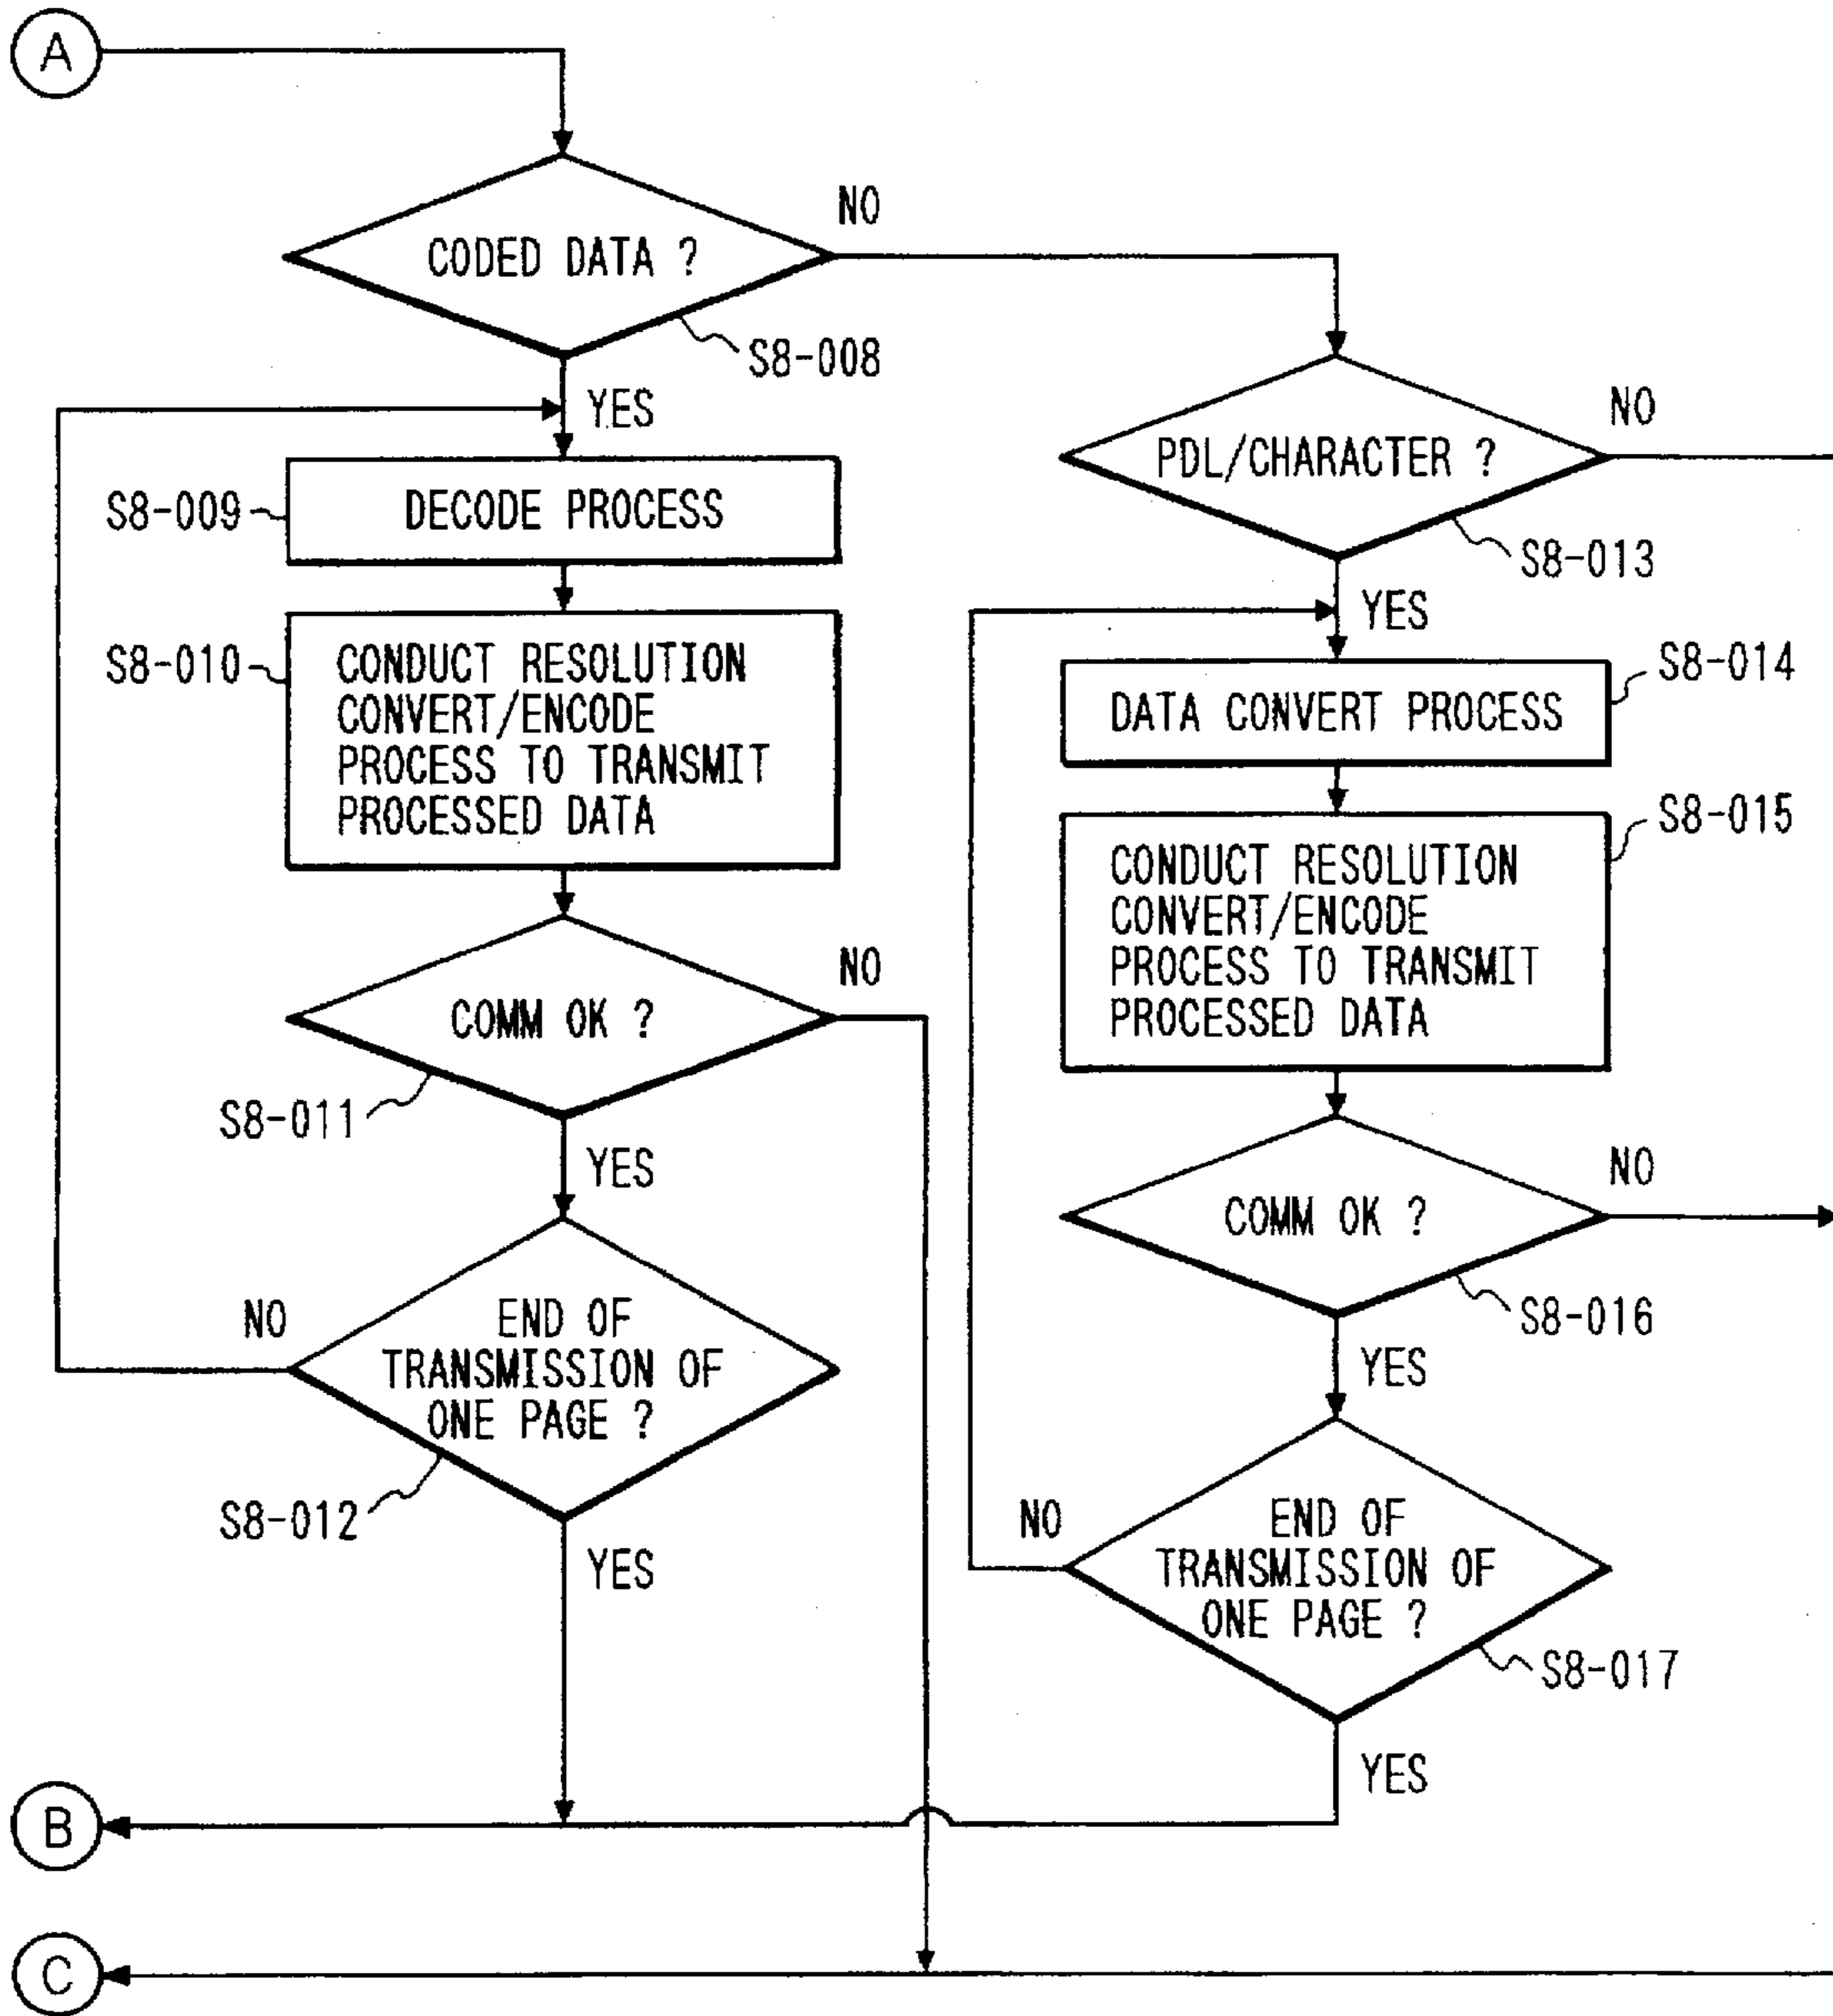 A
CODED DATA ?
NO
S8-008
YES
S8-009
DECODE PROCESS
S8-010
CONDUCT RESOLUTION
CONVERT/ENCODE
PROCESS TO TRANSMIT
PROCESSED DATA
COMM OK ?
NO
S8-011
YES
END OF
TRANSMISSION OF
ONE PAGE ?
NO
S8-012
YES
PDL/CHARACTER ?
NO
S8-013
YES
DATA CONVERT PROCESS
S8-014
CONDUCT RESOLUTION
CONVERT/ENCODE
PROCESS TO TRANSMIT
PROCESSED DATA
S8-015
COMM OK ?
NO
S8-016
YES
END OF
TRANSMISSION OF
ONE PAGE ?
NO
S8-017
YES
B
C